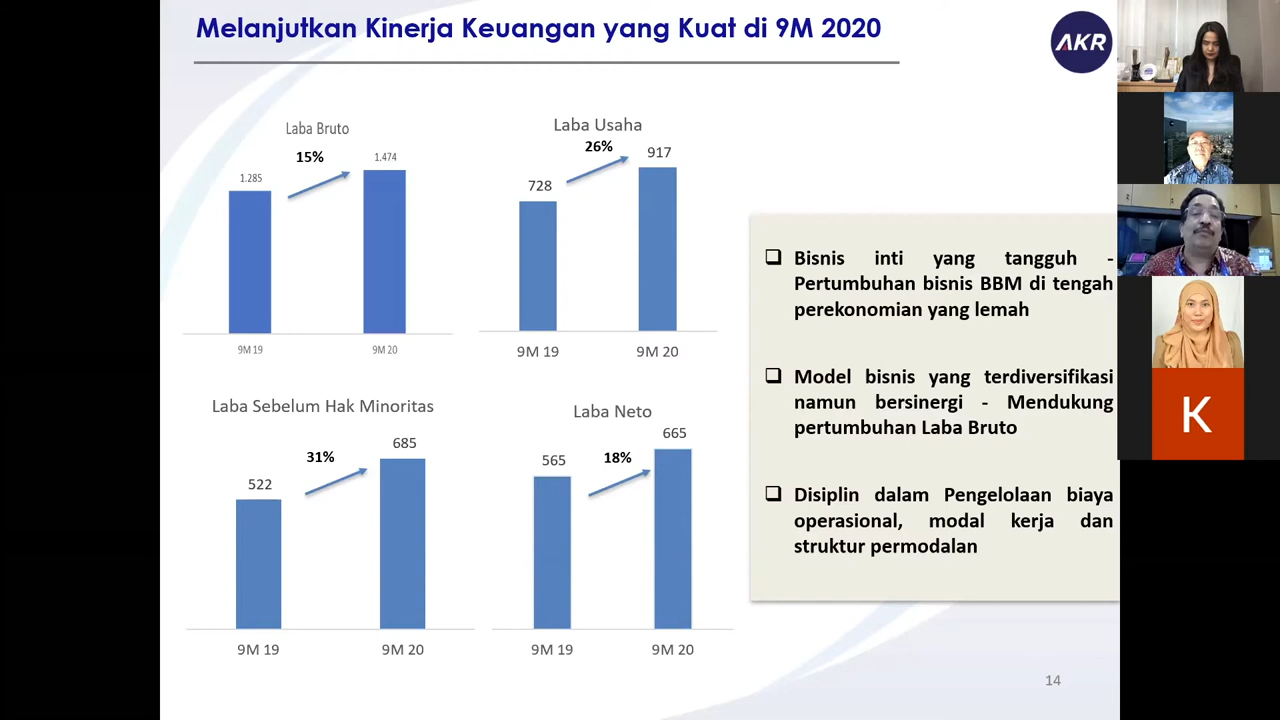 Melanjutkan Kinerja Keuangan yang Kuat di 9M 2020
AKR
Laba Bruto
15%
1.285
1.474
9M 19
9M 20
Laba Usaha
26%
728
917
9M 19
9M 20
Laba Sebelum Hak Minoritas
31%
522
685
9M 19
9M 20
Laba Neto
18%
565
665
9M 19
9M 20
❑ Bisnis inti yang tangguh -
Pertumbuhan bisnis BBM di tengah
perekonomian yang lemah
❑ Model bisnis yang terdiversifikasi
namun bersinergi - Mendukung
pertumbuhan Laba Bruto
❑ Disiplin dalam Pengelolaan biaya
operasional, modal kerja dan
struktur permodalan
14
K